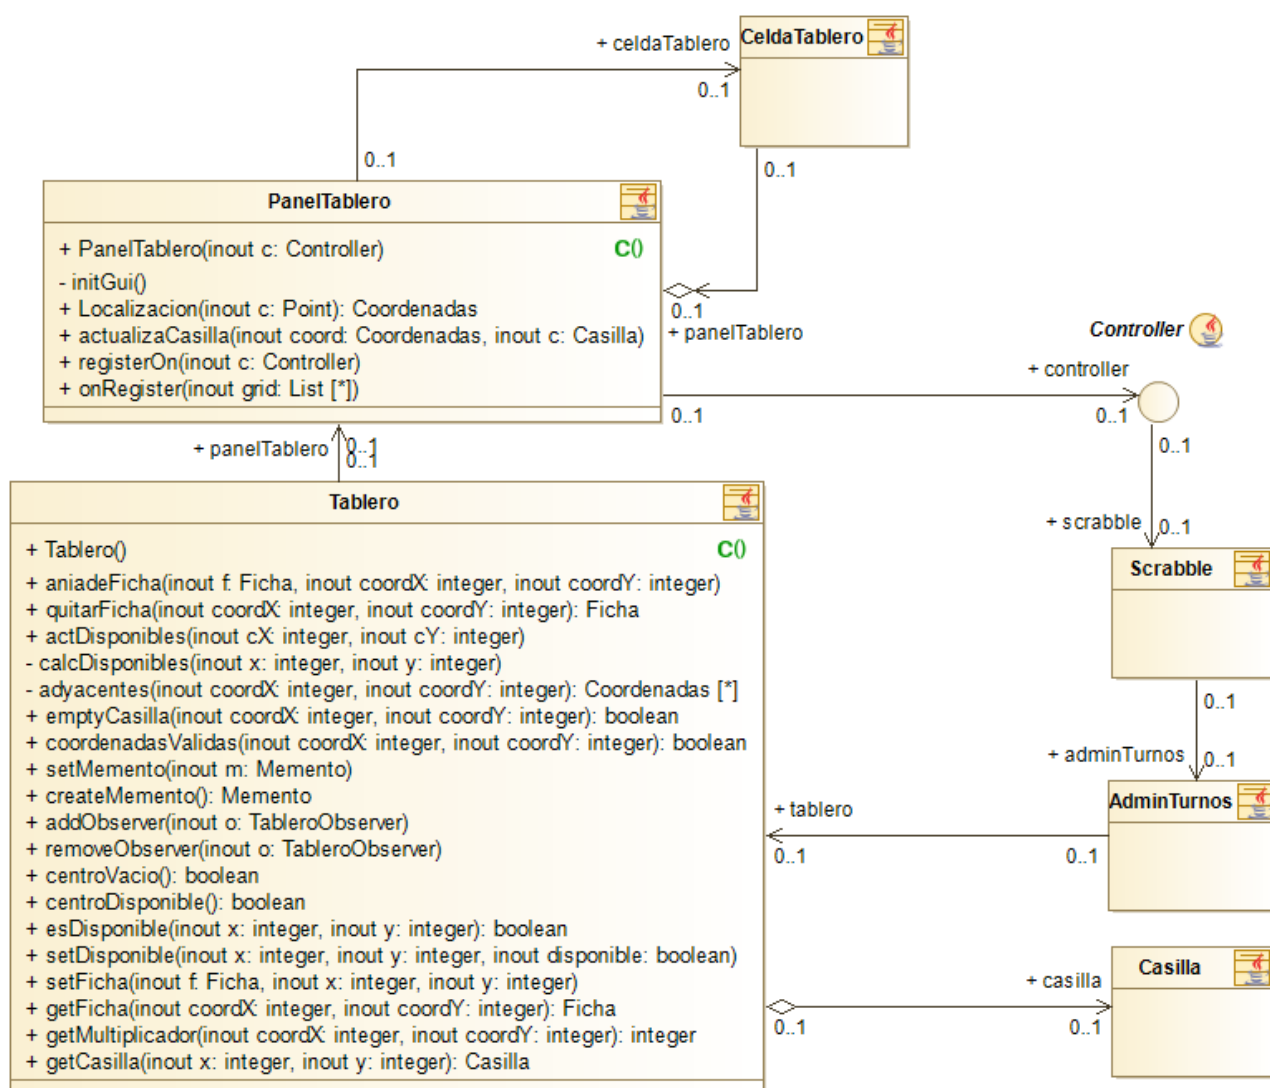 + celdaTablero
CeldaTablero
0..1
0..1
0..1
PanelTablero
+ PanelTablero(inout c: Controller)
C()
- initGui()
+ Localizacion(inout c: Point): Coordenadas
+ actualizaCasilla(inout coord: Coordenadas, inout c: Casilla)
+ registerOn(inout c: Controller)
+ onRegister(inout grid: List [*])
0..1
+ panelTablero
Controller
+ controller
0..1
0..1
0..1
+ panelTablero
0..1
0..1
+ scrabble
0..1
Scrabble
0..1
+ adminTurnos
0..1
AdminTurnos
Tablero
+ Tablero()
C()
+ aniadeFicha(inout f: Ficha, inout coordX: integer, inout coordY: integer)
+ quitarFicha(inout coordX: integer, inout coordY: integer): Ficha
+ actDisponibles(inout cX: integer, inout cY: integer)
- calcDisponibles(inout x: integer, inout y: integer)
- adyacentes(inout coordX: integer, inout coordY: integer): Coordenadas [*]
+ emptyCasilla(inout coordX: integer, inout coordY: integer): boolean
+ coordenadasValidas(inout coordX: integer, inout coordY: integer): boolean
+ setMemento(inout m: Memento)
+ createMemento(): Memento
+ addObserver(inout o: TableroObserver)
+ removeObserver(inout o: TableroObserver)
+ centroVacio(): boolean
+ centroDisponible(): boolean
+ esDisponible(inout x: integer, inout y: integer): boolean
+ setDisponible(inout x: integer, inout y: integer, inout disponible: boolean)
+ setFicha(inout f: Ficha, inout x: integer, inout y: integer)
+ getFicha(inout coordX: integer, inout coordY: integer): Ficha
+ getMultiplicador(inout coordX: integer, inout coordY: integer): integer
+ getCasilla(inout x: integer, inout y: integer): Casilla
+ tablero
0..1
0..1
+ casilla
0..1
0..1
Casilla